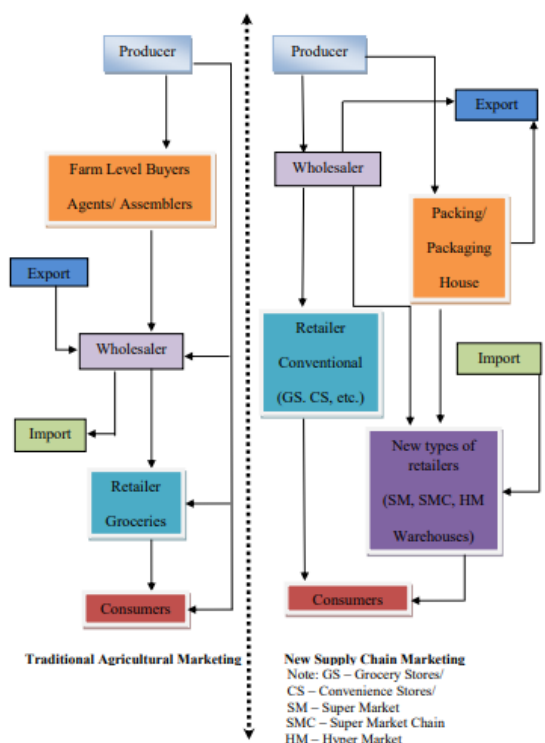 Producer
Farm Level Buyers
Agents/ Assemblers
Export
Wholesaler
Import
Retailer
Groceries
Consumers
Traditional Agricultural Marketing
Producer
Export
Wholesaler
Packing/
Packaging
House
Retailer
Conventional
(GS. CS, etc.)
Import
New types of
retailers
(SM, SMC, HM
Warehouses)
Consumers
New Supply Chain Marketing
Note: GS – Grocery Stores/
CS – Convenience Stores/
SM – Super Market
SMC – Super Market Chain
HM – Hyper Market